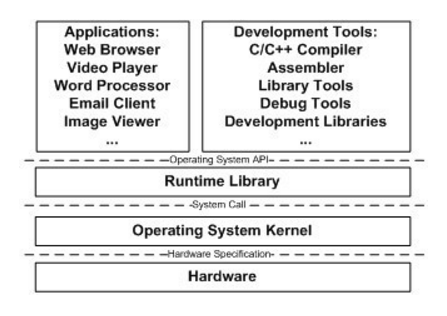 Applications:
Web Browser
Video Player
Word Processor
Email Client
Image Viewer
...
Development Tools:
C/C++ Compiler
Assembler
Library Tools
Debug Tools
Development Libraries
...
Operating System API
Runtime Library
System Call
Operating System Kernel
Hardware Specification
Hardware